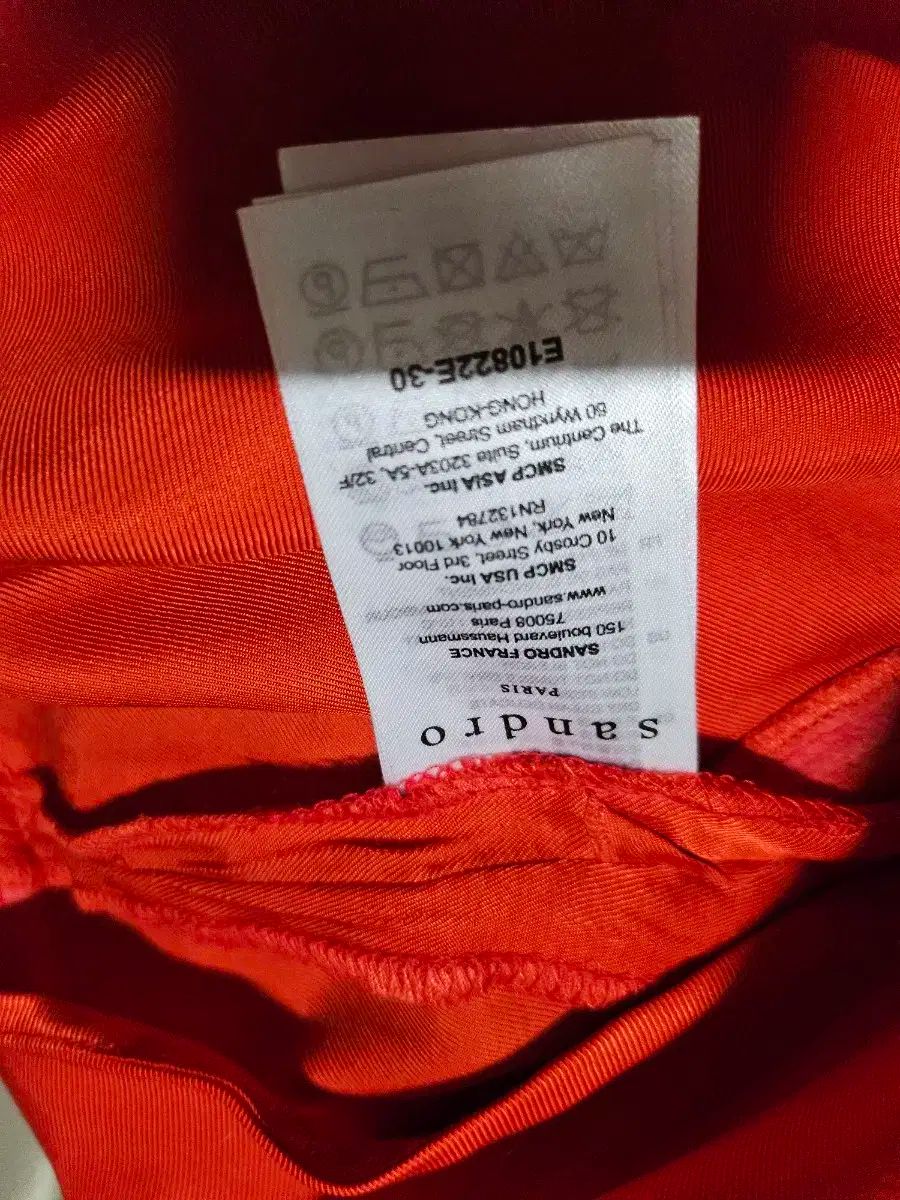 sandro
PARIS
SANDRO FRANCE
150 boulevard Haussmann
75008 Paris
www.sandro-paris.com
SMCP USA Inc.
10 Crosby Street, 3rd Floor
New York, New York 10013
RN132784
SMCP ASIA Inc.
The Centrium, Suite 3203A-5A, 32/F
60 Wyndham Street, Central
HONG-KONG
E10822E-30